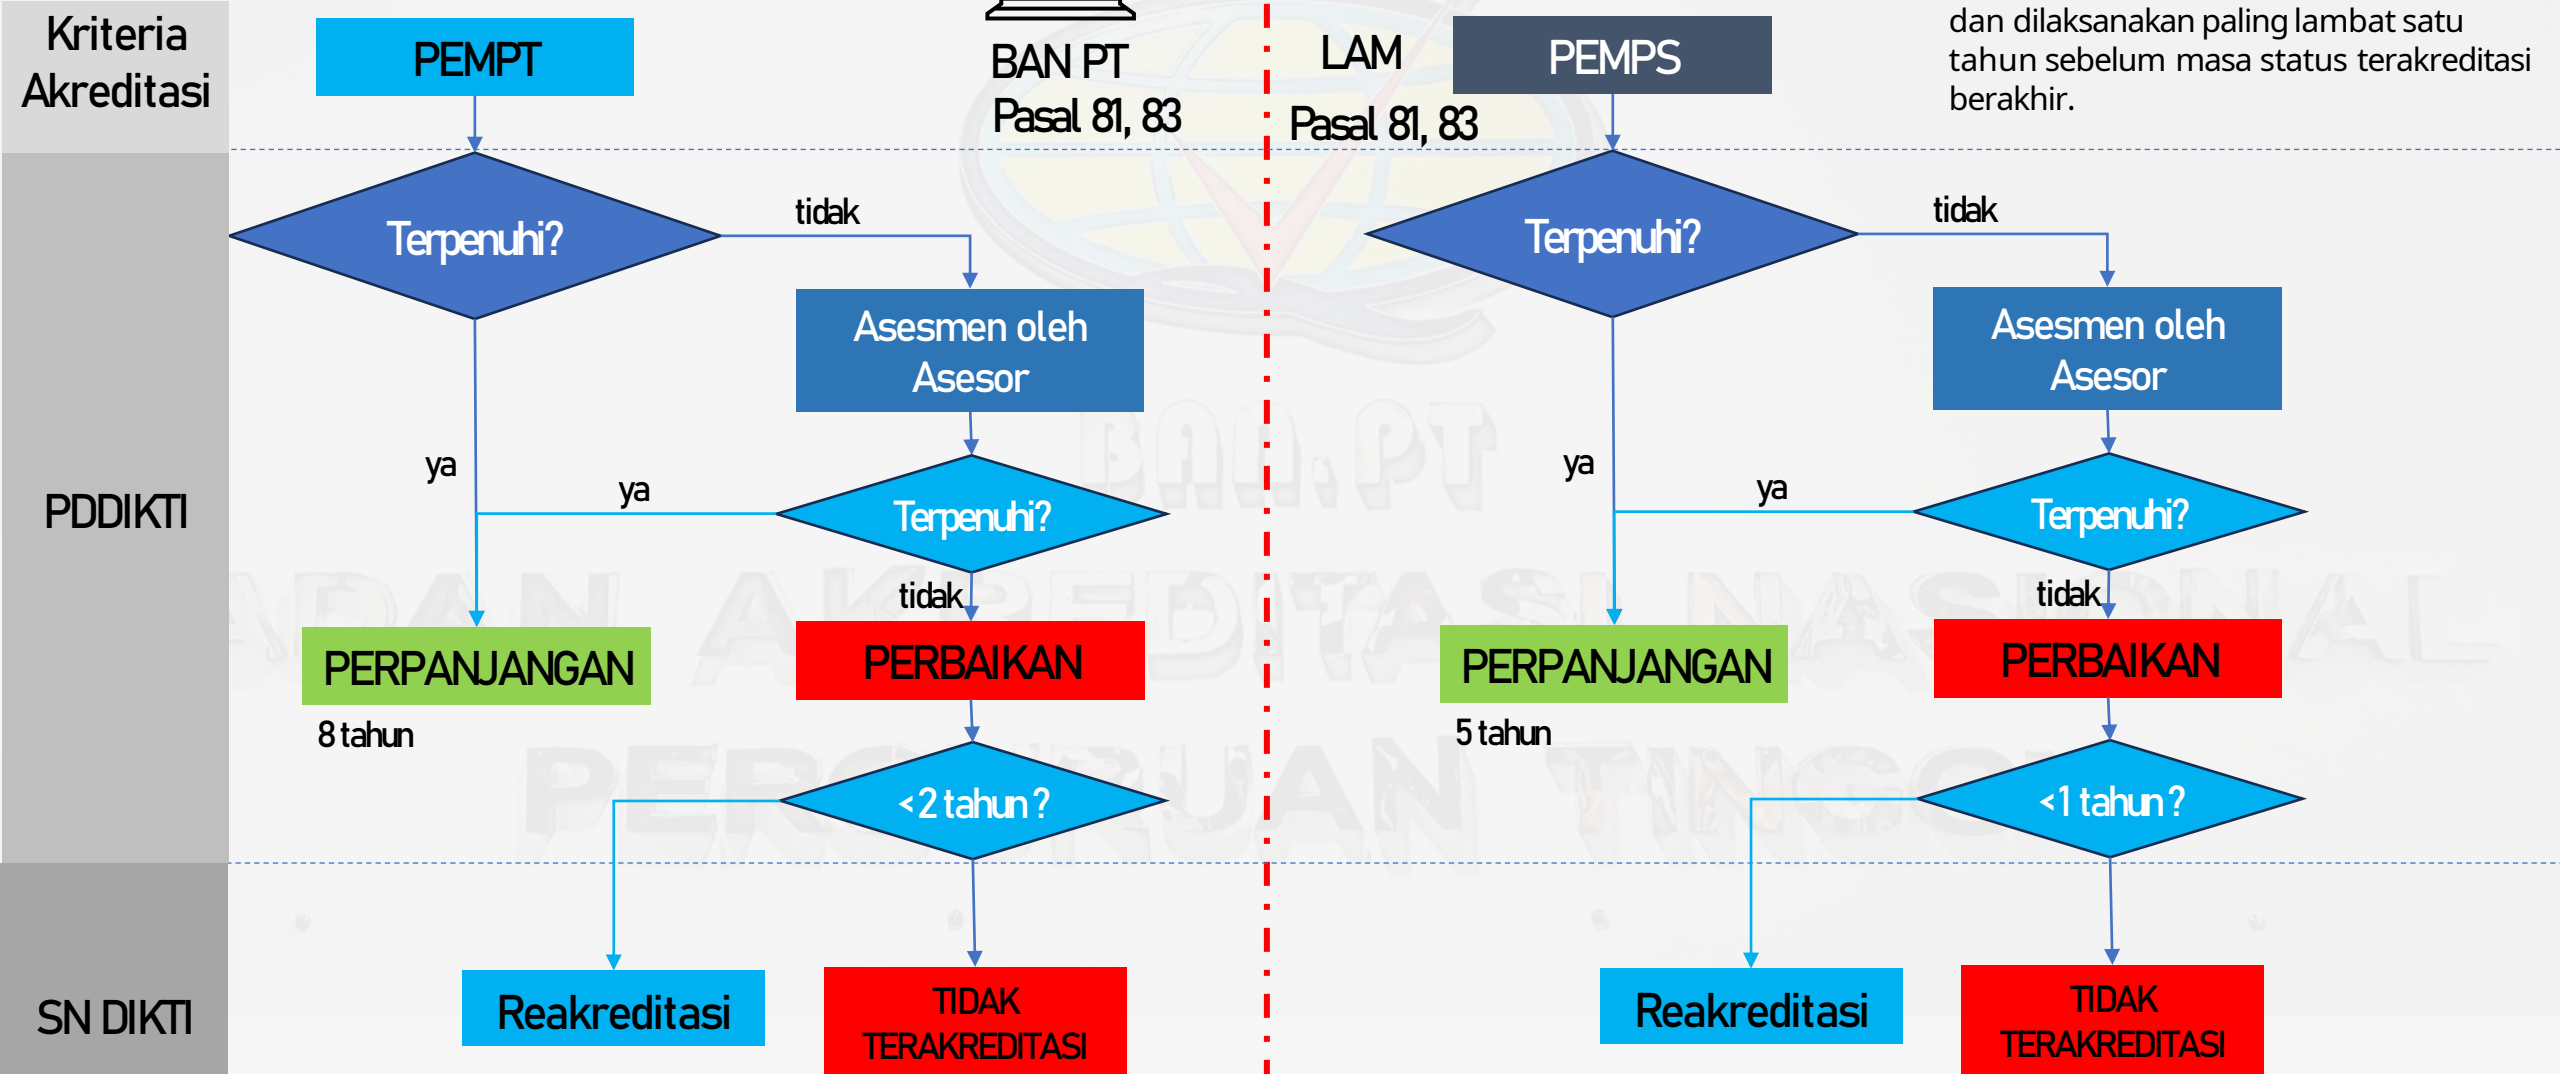 Kriteria
Akreditasi
PDDIKTI
SN DIKTI
PEMPT
BAN PT
Pasal 81, 83
Terpenuhi?
tidak
Asesmen oleh
Asesor
ya
ya
Terpenuhi?
tidak
PERPANJANGAN
8 tahun
PERBAIKAN
<2 tahun ?
Reakreditasi
TIDAK
TERAKREDITASI
LAM
Pasal 81, 83
PEMPS
dan dilaksanakan paling lambat satu
tahun sebelum masa status terakreditasi
berakhir.
Terpenuhi?
tidak
Asesmen oleh
Asesor
ya
ya
Terpenuhi?
tidak
PERPANJANGAN
5 tahun
PERBAIKAN
<1 tahun ?
Reakreditasi
TIDAK
TERAKREDITASI
BAN.PT